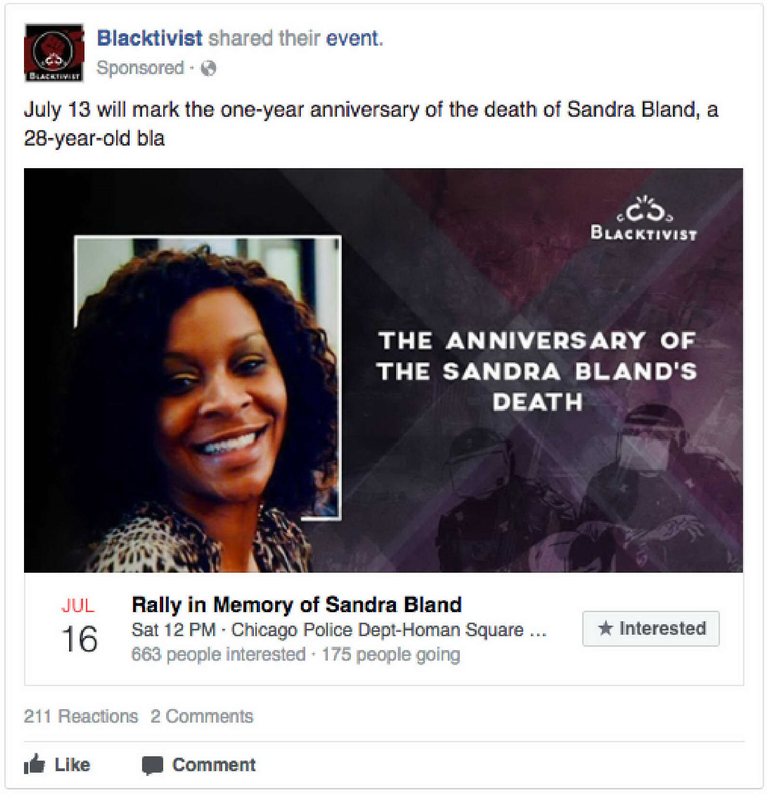 Blacktivist shared their event.
Sponsored ·
BLACKTIVIST
July 13 will mark the one-year anniversary of the death of Sandra Bland, a
28-year-old bla
BLACKTIVIST
THE ANNIVERSARY OF
THE SANDRA BLAND'S
DEATH
JUL
16
Rally in Memory of Sandra Bland
Sat 12 PM · Chicago Police Dept-Homan Square ...
663 people interested · 175 people going
★ Interested
211 Reactions 2 Comments
Like Comment